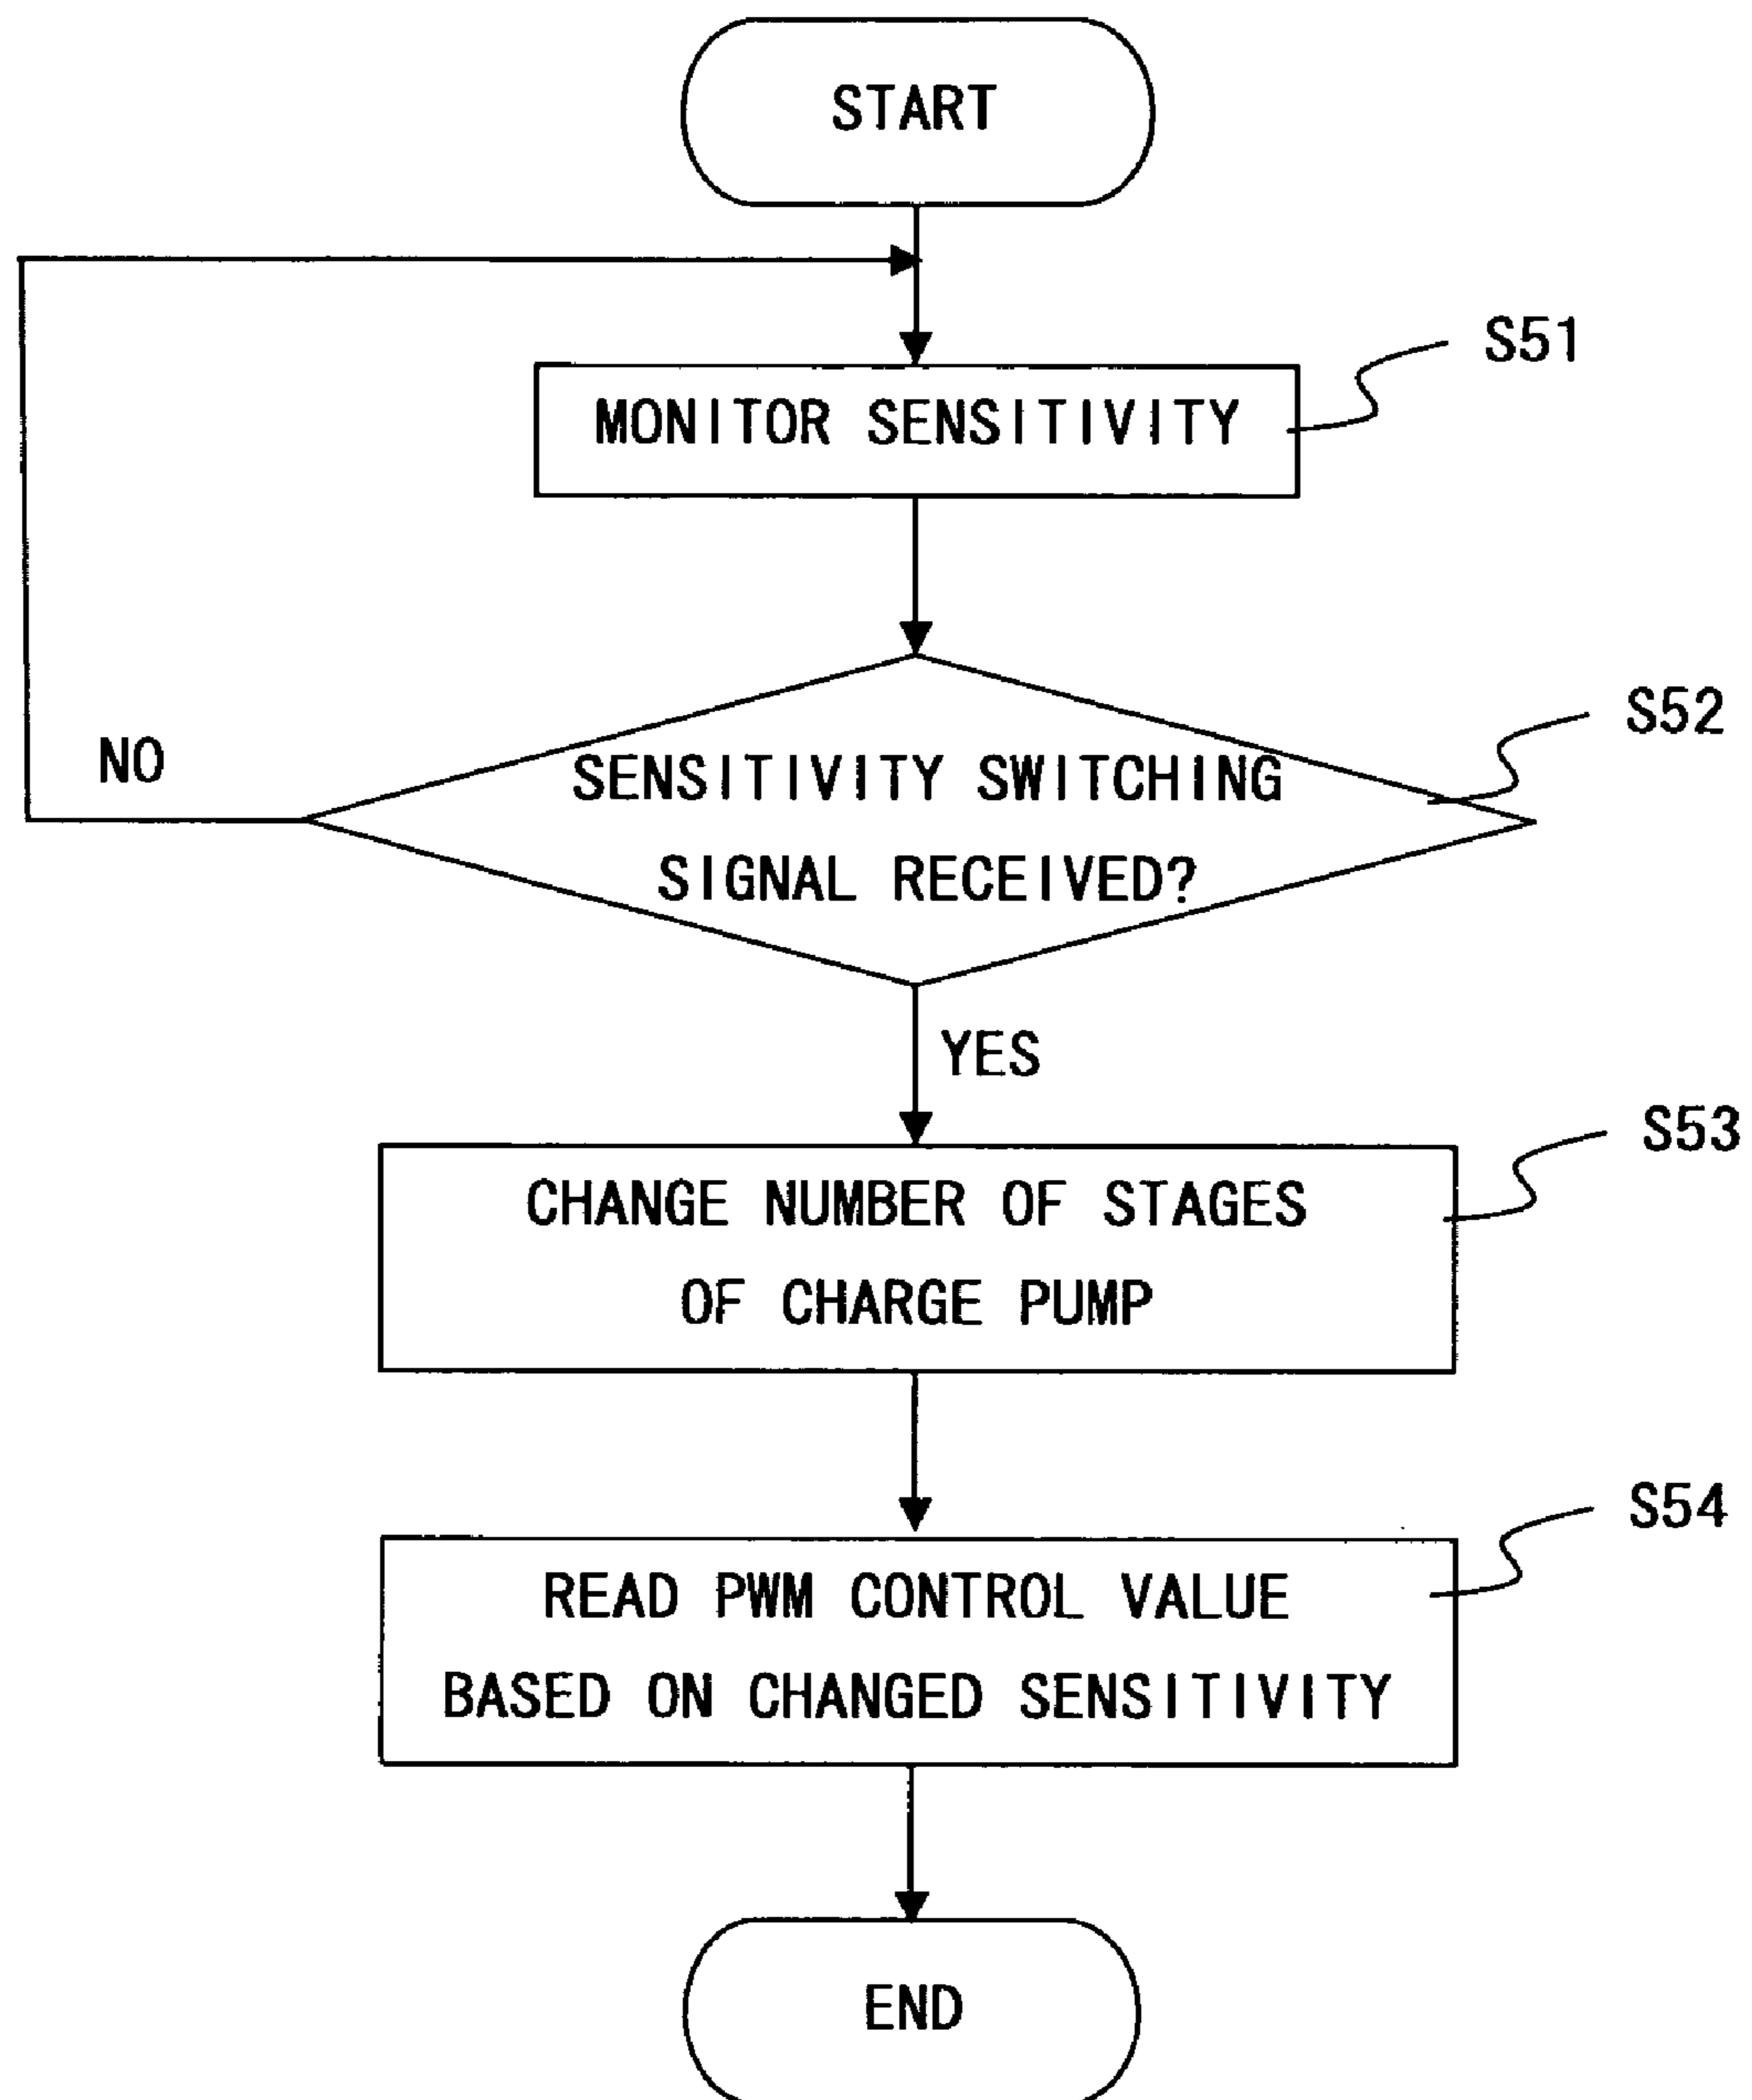 START
S51
MONITOR SENSITIVITY
S52
SENSITIVITY SWITCHING
SIGNAL RECEIVED?
NO
YES
S53
CHANGE NUMBER OF STAGES
OF CHARGE PUMP
S54
READ PWM CONTROL VALUE
BASED ON CHANGED SENSITIVITY
END